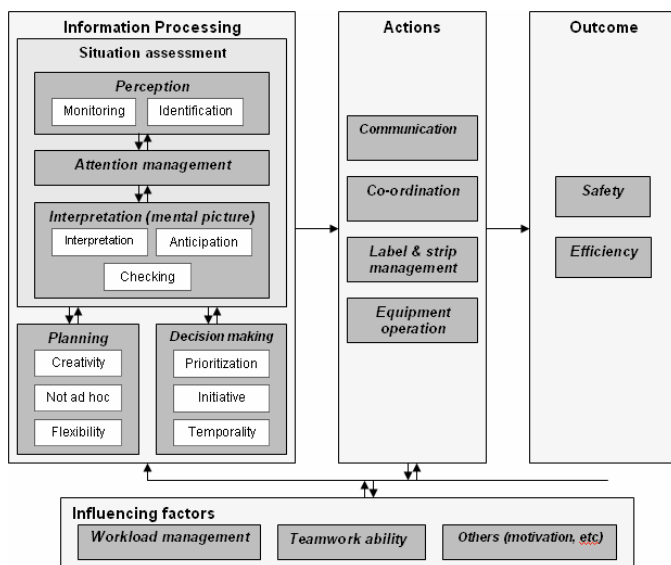 Information Processing
Situation assessment
Perception
Monitoring
Identification
Attention management
Interpretation (mental picture)
Interpretation
Anticipation
Checking
Planning
Creativity
Not ad hoc
Flexibility
Decision making
Prioritization
Initiative
Temporality
Actions
Communication
Co-ordination
Label & strip
management
Equipment
operation
Outcome
Safety
Efficiency
Influencing factors
Workload management
Teamwork ability
Others (motivation, etc)